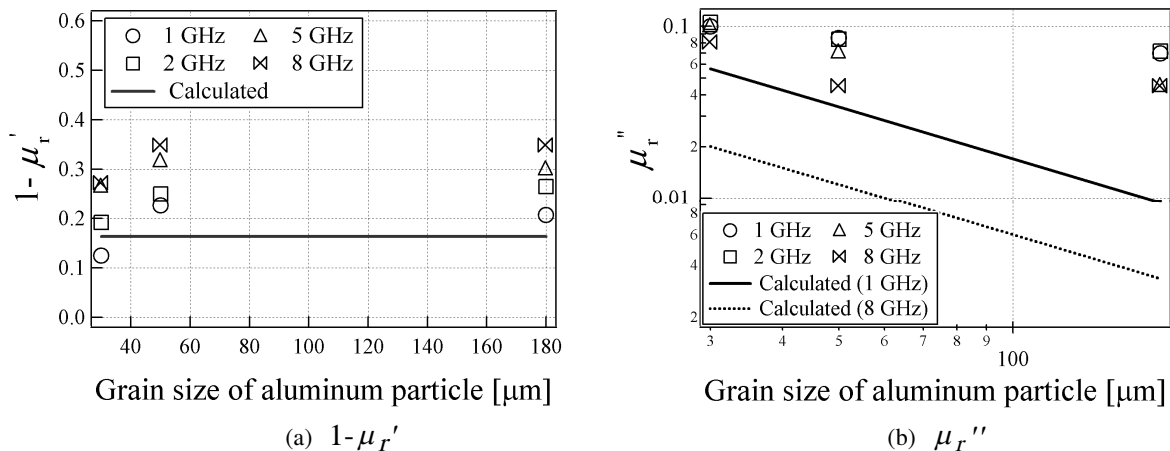 0.6
0.5
0.4
0.3
0.2
0.1
0.0
1-μr'
1 GHz 5 GHz
2 GHz 8 GHz
Calculated
40 60 80 100 120 140 160 180
Grain size of aluminum particle [μm]
(a) 1-μr'
0.1
8
6
4
2
0.01
8
6
4
2
μr''
1 GHz 5 GHz
2 GHz 8 GHz
Calculated (1 GHz)
Calculated (8 GHz)
3 4 5 6 7 8 9 100
Grain size of aluminum particle [μm]
(b) μr''